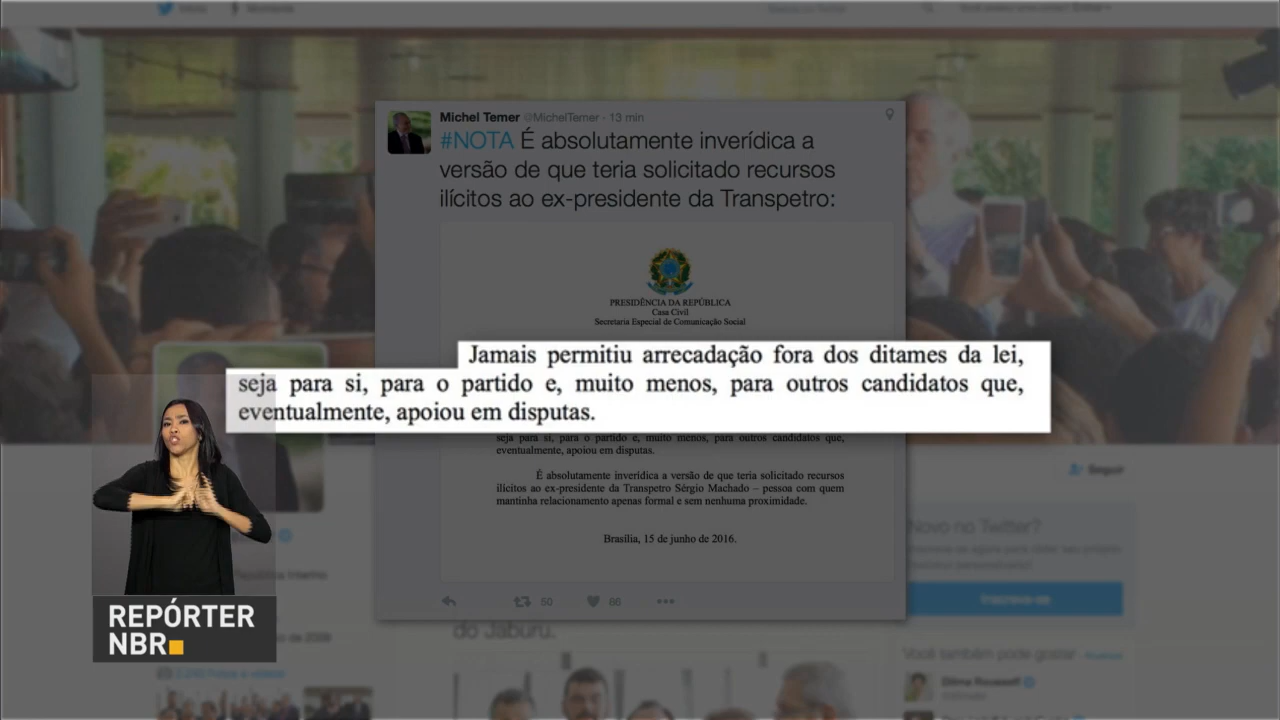 Michel Temer @MichelTemer · 13 min
#NOTA É absolutamente inverídica a
versão de que teria solicitado recursos
ilícitos ao ex-presidente da Transpetro:
PRESIDÊNCIA DA REPÚBLICA
Casa Civil
Secretaria Especial de Comunicação Social
Jamais permitiu arrecadação fora dos ditames da lei,
seja para si, para o partido e, muito menos, para outros candidatos que,
eventualmente, apoiou em disputas.
seja para si, para o partido e, muito menos, para outros candidatos que,
eventualmente, apoiou em disputas.
É absolutamente inverídica a versão de que teria solicitado recursos
ilícitos ao ex-presidente da Transpetro Sérgio Machado – pessoa com quem
mantinha relacionamento apenas formal e sem nenhuma proximidade.
Brasília, 15 de junho de 2016.
50 86
do Jaburu.
Seguir
Novo no Twitter?
Inscreva-se
Você também pode gostar
Dilma Rousseff
REPÓRTER
NBR